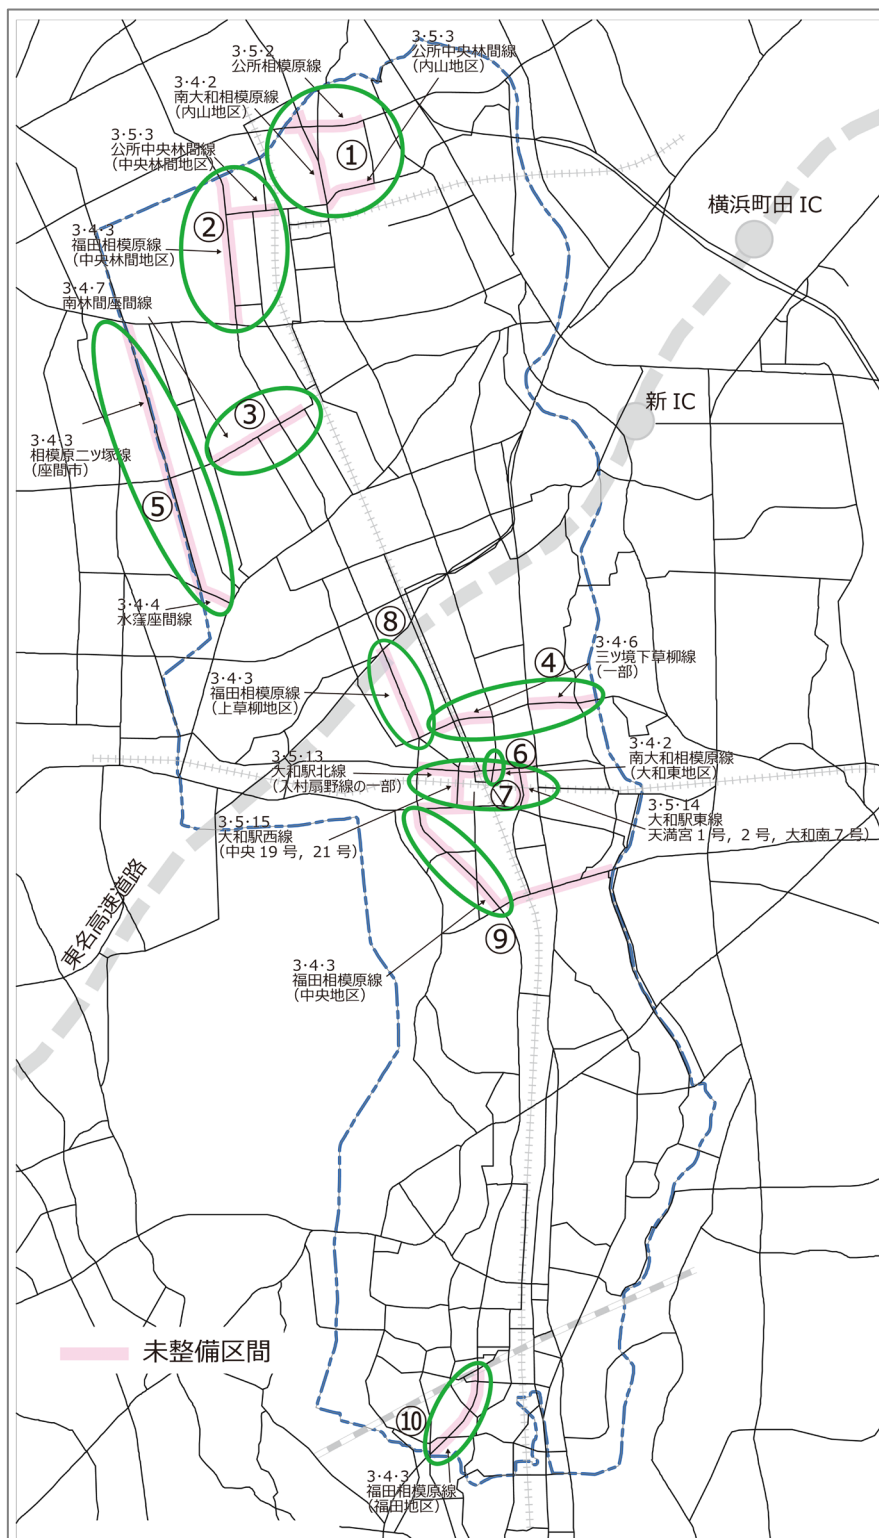 3･5･3
公所中央林間線
（内山地区）
3･5･2
公所相模原線
3･4･2
南大和相模原線
（内山地区）
3･5･3
公所中央林間線
（中央林間地区）
①
②
横浜町田 IC
3･4･3
福田相模原線
（中央林間地区）
3･4･7
南林間座間線
新 IC
③
3･4･3
相模原二ツ塚線
（座間市）
⑤
3･4･4
水窪座間線
⑧
④
3･4･6
三ツ境下草柳線
（一部）
3･4･3
福田相模原線
（上草柳地区）
⑥
3･4･2
南大和相模原線
（大和東地区）
3･5･13
大和駅北線
（入村扇野線の一部）
⑦
3･5･14
大和駅東線
天満宮 1 号，2 号，大和南 7 号）
3･5･15
大和駅西線
（中央 19 号，21 号）
東名高速道路
⑨
3･4･3
福田相模原線
（中央地区）
未整備区間
⑩
3･4･3
福田相模原線
（福田地区）